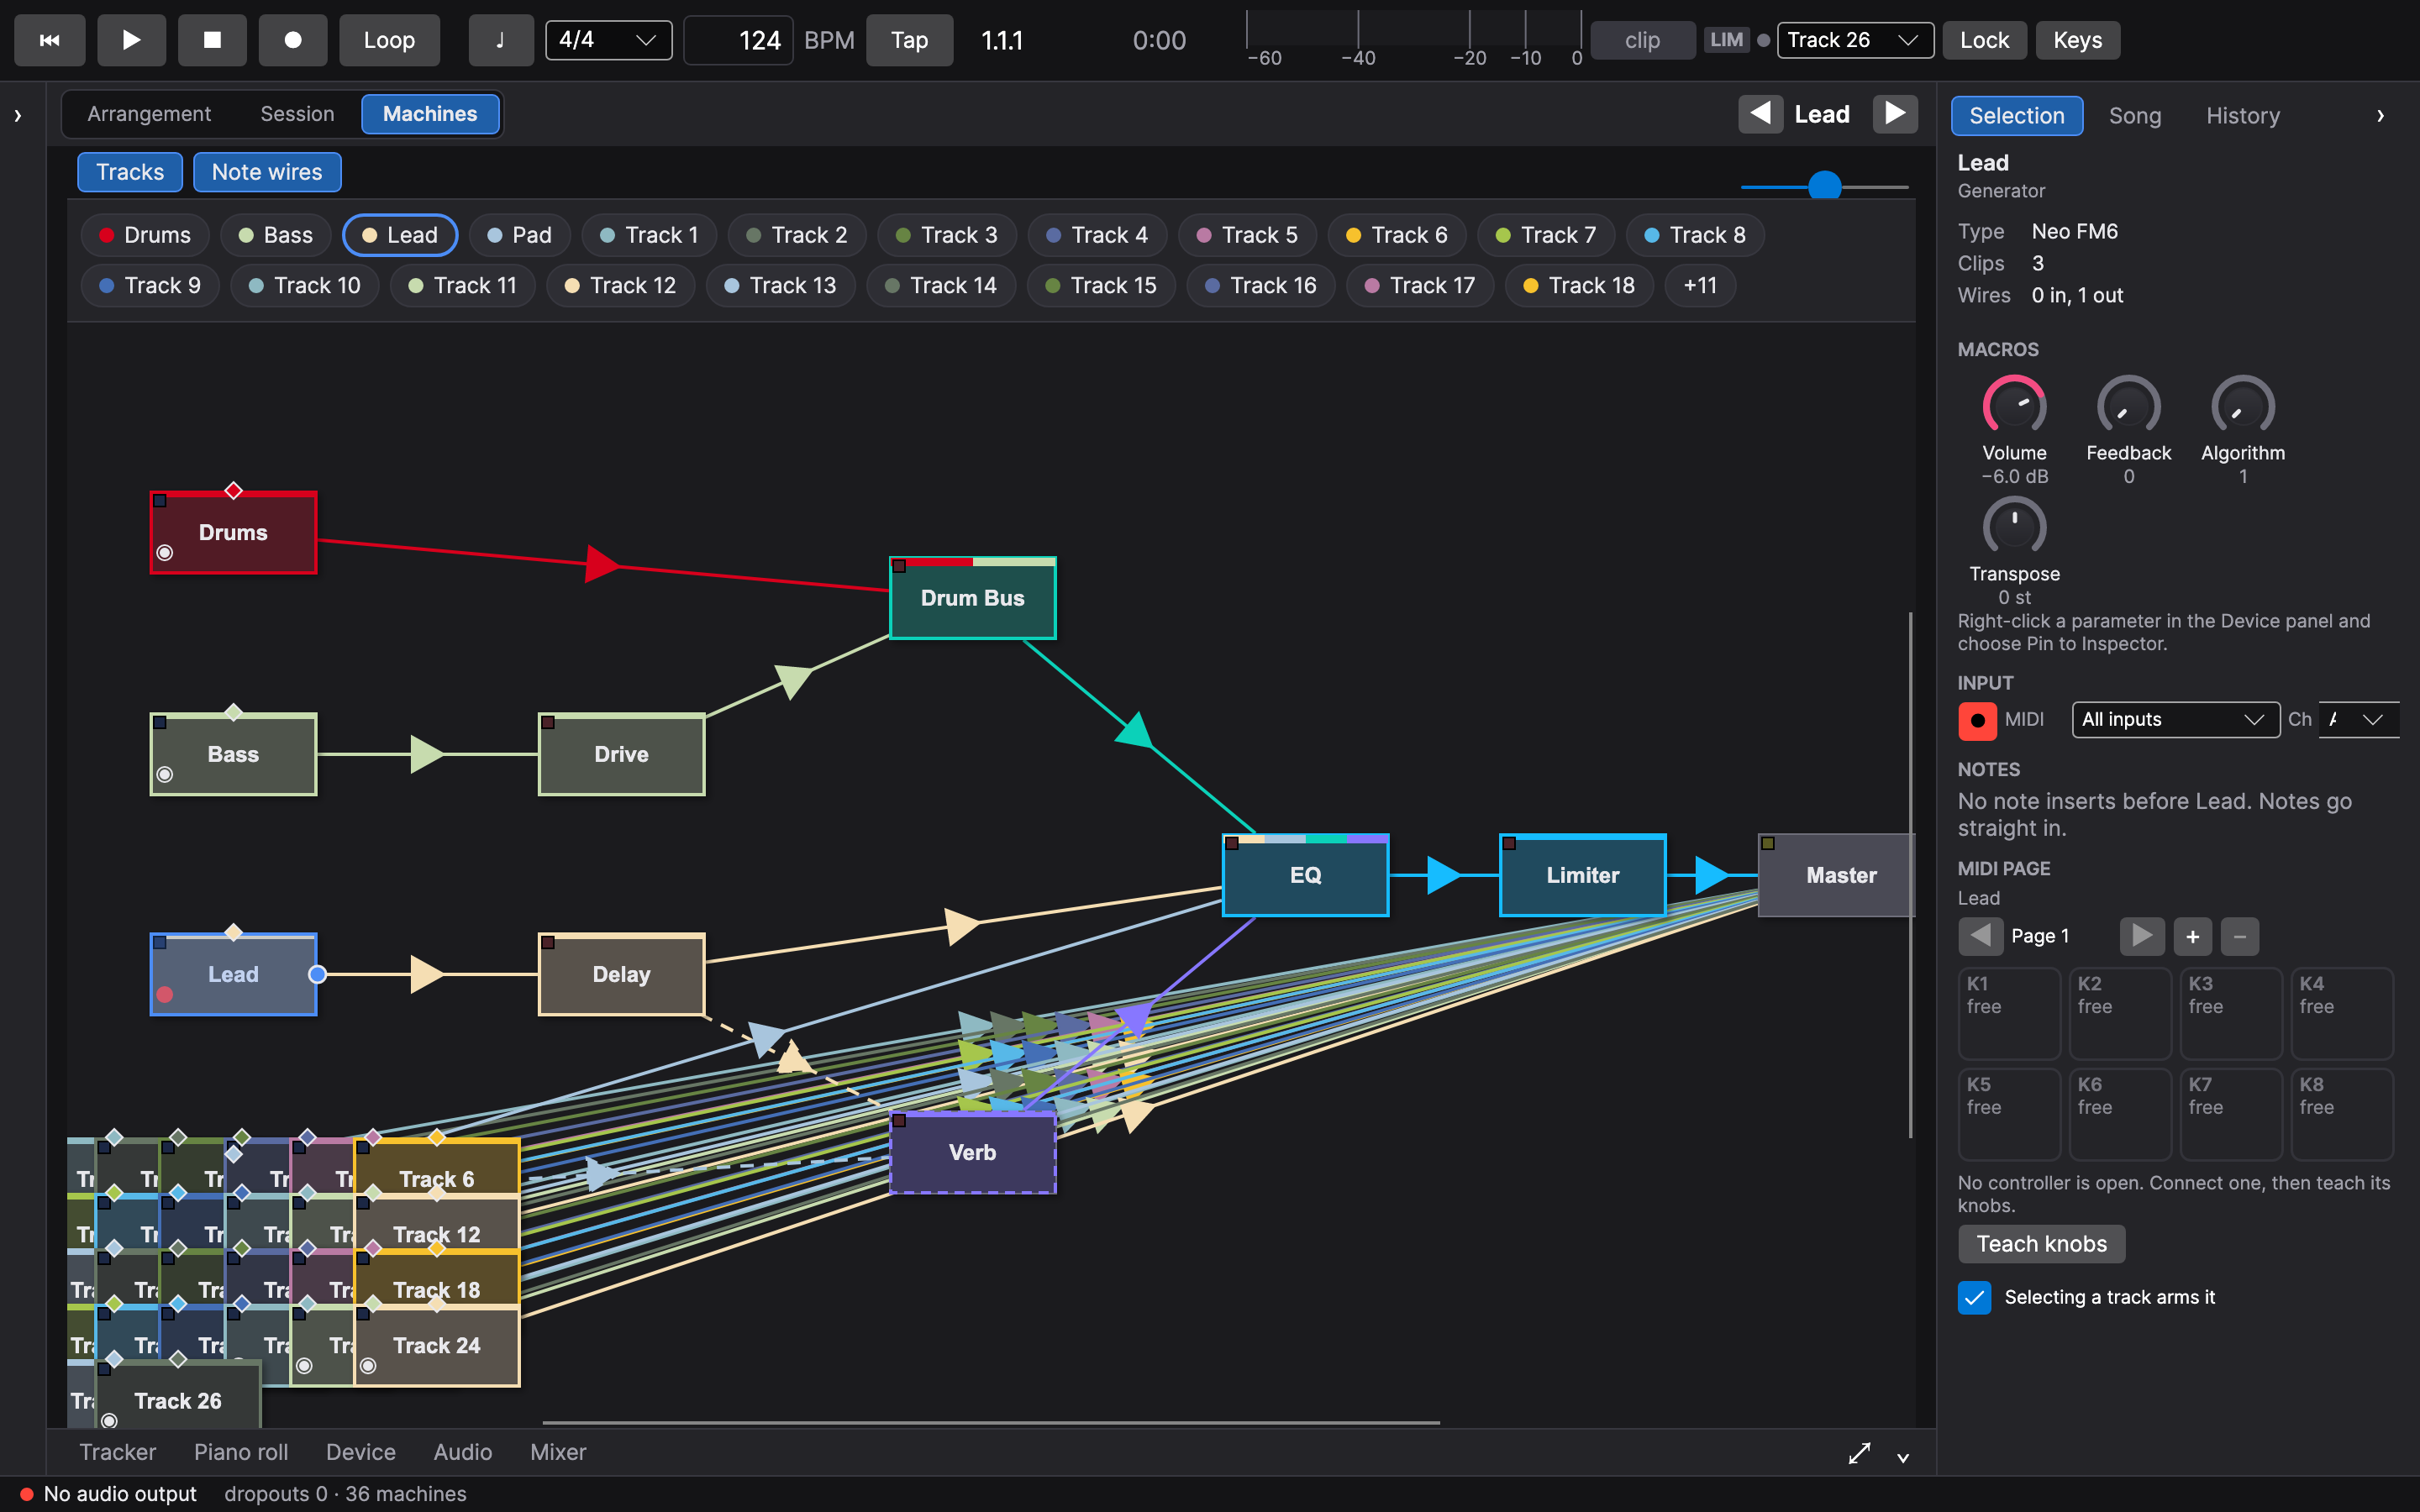 Loop
4/4
124 BPM
Tap
1.1.1
0:00
−60 −40 −20 −10 0
clip
LIM
Track 26
Lock
Keys
Arrangement
Session
Machines
Lead
Tracks
Note wires
Drums
Bass
Lead
Pad
Track 1
Track 2
Track 3
Track 4
Track 5
Track 6
Track 7
Track 8
Track 9
Track 10
Track 11
Track 12
Track 13
Track 14
Track 15
Track 16
Track 17
Track 18
+11
Drums
Drum Bus
Bass
Drive
EQ
Limiter
Master
Lead
Delay
Verb
Track 6
Track 12
Track 18
Track 24
Track 26
Tracker
Piano roll
Device
Audio
Mixer
No audio output
dropouts 0 · 36 machines
Selection
Song
History
Lead
Generator
Type Neo FM6
Clips 3
Wires 0 in, 1 out
MACROS
Volume Feedback Algorithm
−6.0 dB 0 1
Transpose
0 st
Right-click a parameter in the Device panel and
choose Pin to Inspector.
INPUT
MIDI All inputs Ch
NOTES
No note inserts before Lead. Notes go
straight in.
MIDI PAGE
Lead
Page 1
K1 K2 K3 K4
free free free free
K5 K6 K7 K8
free free free free
No controller is open. Connect one, then teach its
knobs.
Teach knobs
Selecting a track arms it